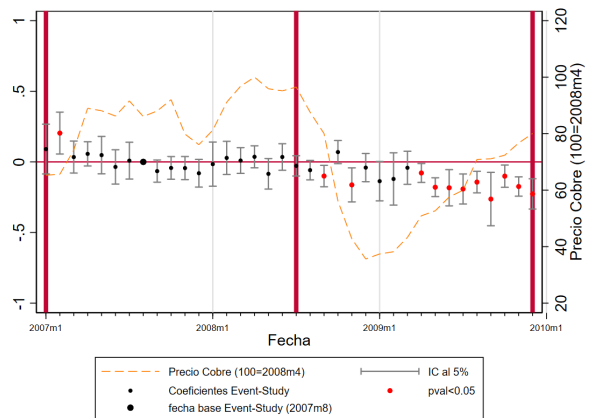 1
.5
0
-.5
-1
120
100
80
60
40
20
Precio Cobre (100=2008m4)
2007m1
2008m1
2009m1
2010m1
Fecha
Precio Cobre (100=2008m4)
IC al 5%
Coeficientes Event-Study
pval<0.05
fecha base Event-Study (2007m8)